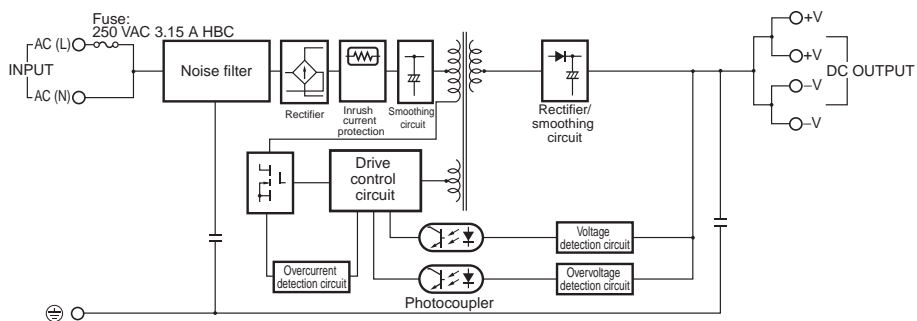 Fuse:
250 VAC 3.15 A HBC
AC (L)
INPUT
AC (N)
Noise filter
Rectifier
Inrush
current
protection
Smoothing
circuit
Rectifier/
smoothing
circuit
+V
+V
DC OUTPUT
−V
−V
Drive
control
circuit
Voltage
detection circuit
Overcurrent
detection circuit
Overvoltage
detection circuit
Photocoupler